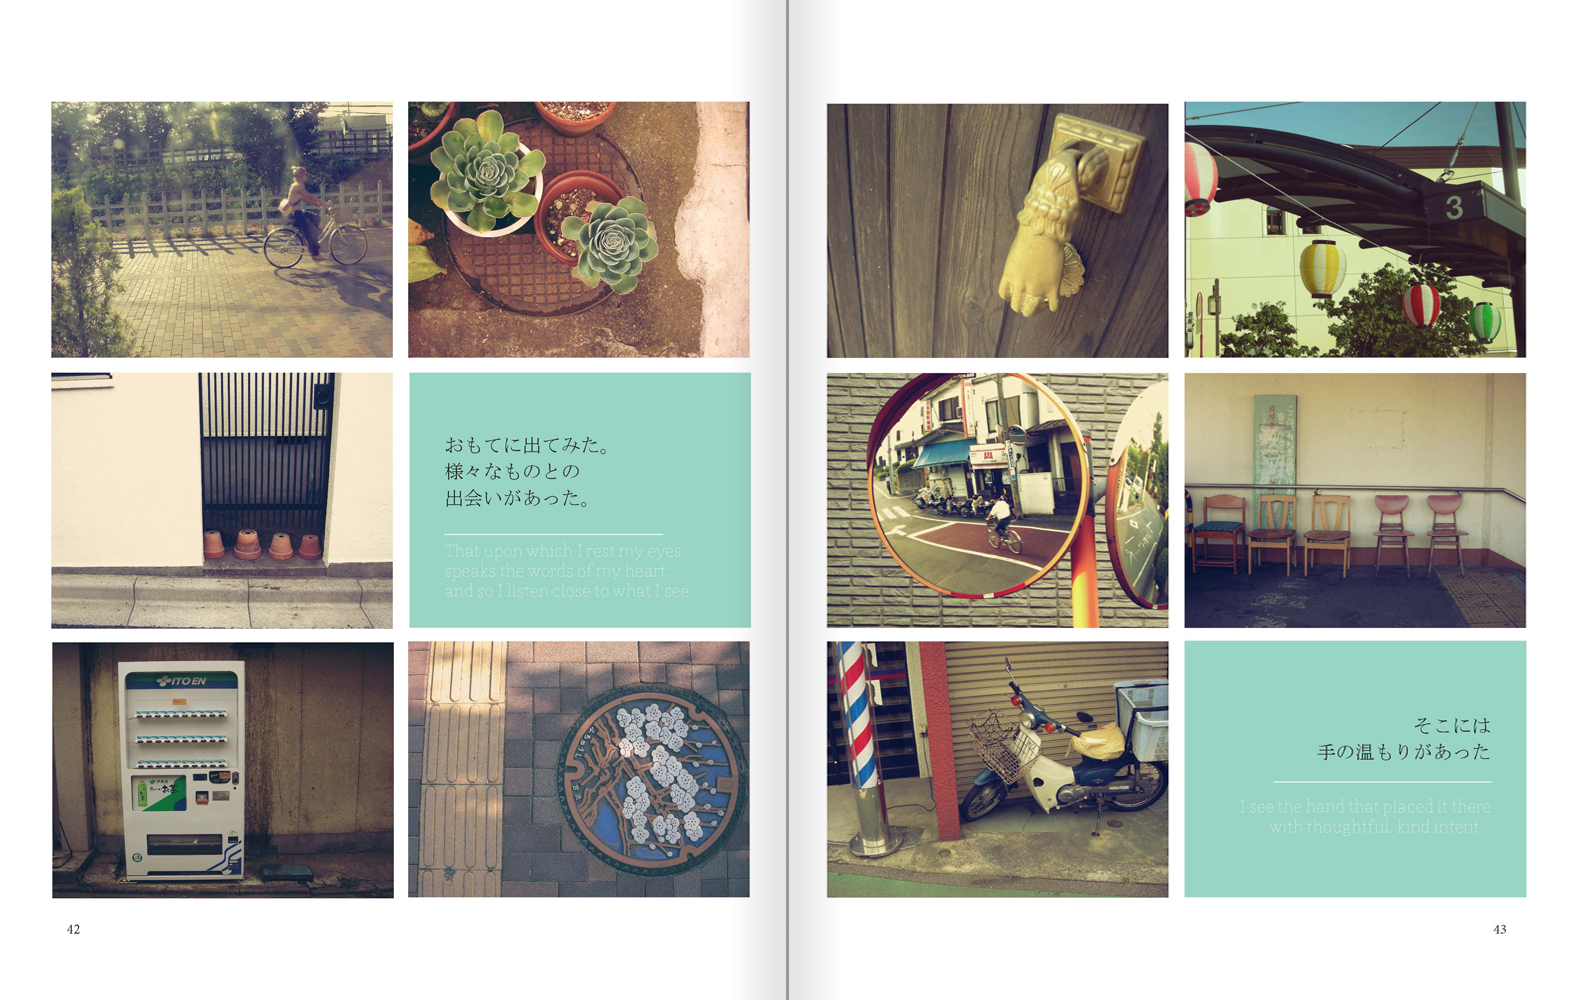 3
おもてに出てみた。
様々なものとの
出会いがあった。
That upon which I rest my eyes
speaks the words of my heart.
and so I listen close to what I see.
ITO EN
お茶
そこには
手の温もりがあった
I see the hand that placed it there
with thoughtful, kind intent...
42
43